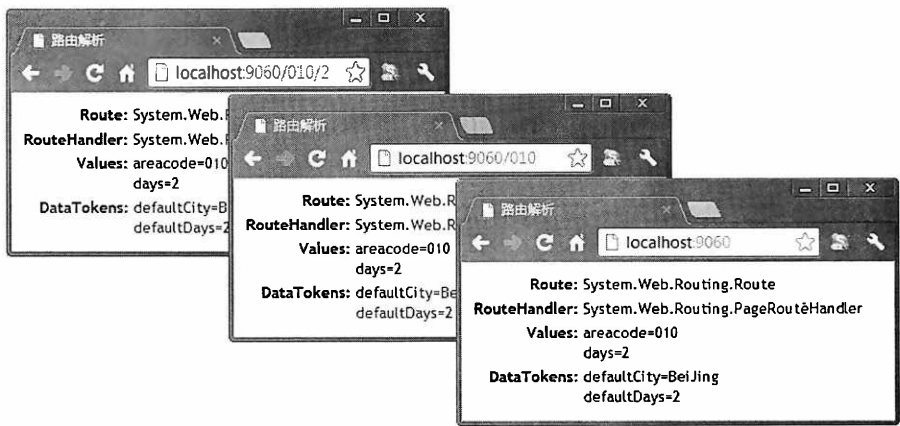 路由解析
localhost:9060/010/2
Route: System.Web.
RouteHandler: System.Web.
Values: areacode=010
days=2
DataTokens: defaultCity=B
defaultDays=2
路由解析
localhost:9060/010
Route: System.Web.R
RouteHandler: System.Web.R
Values: areacode=010
days=2
DataTokens: defaultCity=Be
defaultDays=2
路由解析
localhost:9060
Route: System.Web.Routing.Route
RouteHandler: System.Web.Routing.PageRouteHandler
Values: areacode=010
days=2
DataTokens: defaultCity=BeiJing
defaultDays=2